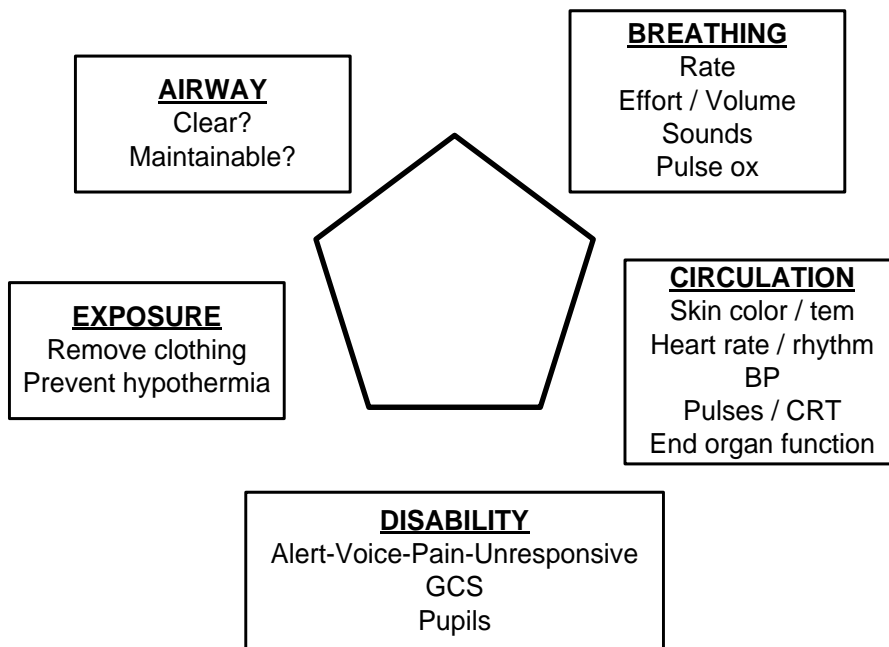 AIRWAY
Clear?
Maintainable?
BREATHING
Rate
Effort / Volume
Sounds
Pulse ox
CIRCULATION
Skin color / tem
Heart rate / rhythm
BP
Pulses / CRT
End organ function
DISABILITY
Alert-Voice-Pain-Unresponsive
GCS
Pupils
EXPOSURE
Remove clothing
Prevent hypothermia